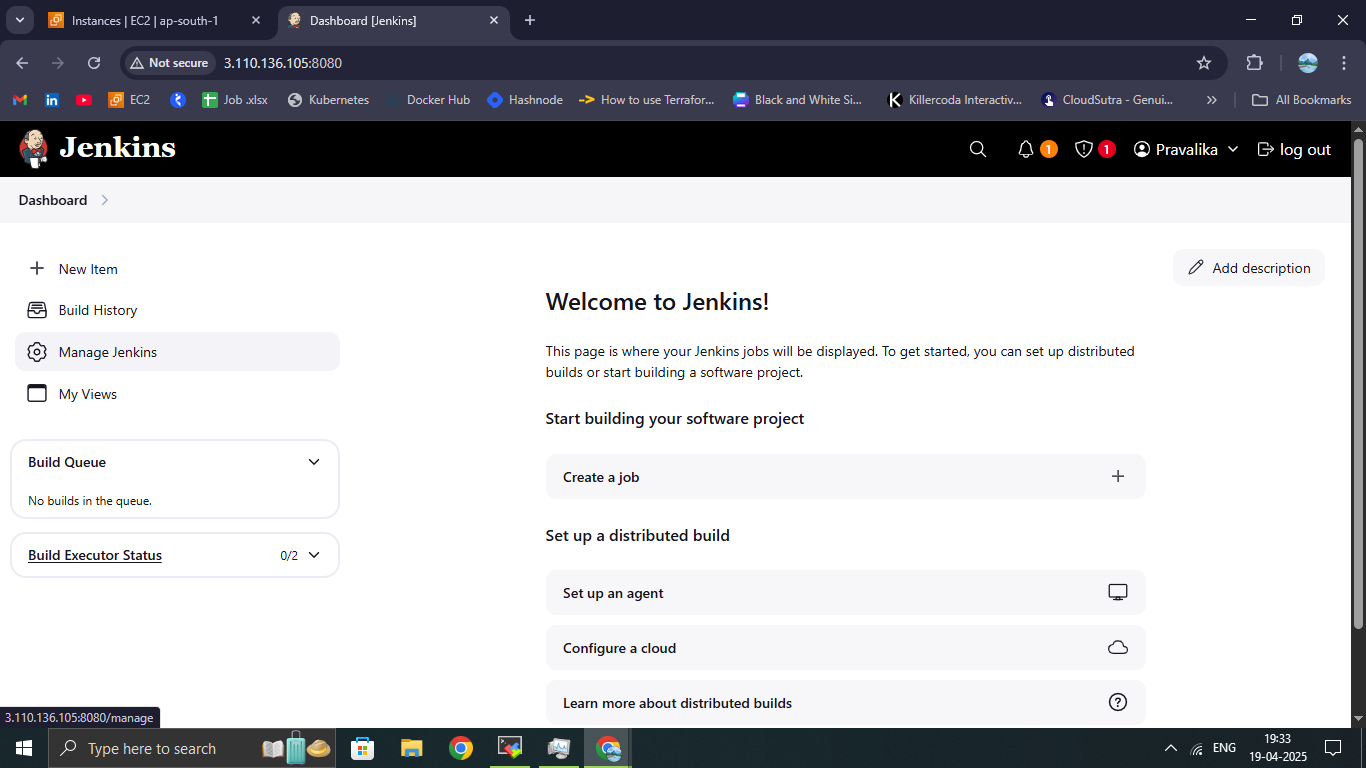 Instances | EC2 | ap-south-1
Dashboard [Jenkins]
Not secure
3.110.136.105:8080
EC2
Job .xlsx
Kubernetes
Docker Hub
Hashnode
How to use Terrafor...
Black and White Si...
Killercoda Interactiv...
CloudSutra - Genui...
All Bookmarks
Jenkins
1
1
Pravalika
log out
Dashboard
New Item
Build History
Manage Jenkins
My Views
Build Queue
No builds in the queue.
Build Executor Status
0/2
Add description
Welcome to Jenkins!
This page is where your Jenkins jobs will be displayed. To get started, you can set up distributed
builds or start building a software project.
Start building your software project
Create a job
Set up a distributed build
Set up an agent
Configure a cloud
Learn more about distributed builds
3.110.136.105:8080/manage
Type here to search
ENG
19:33
19-04-2025